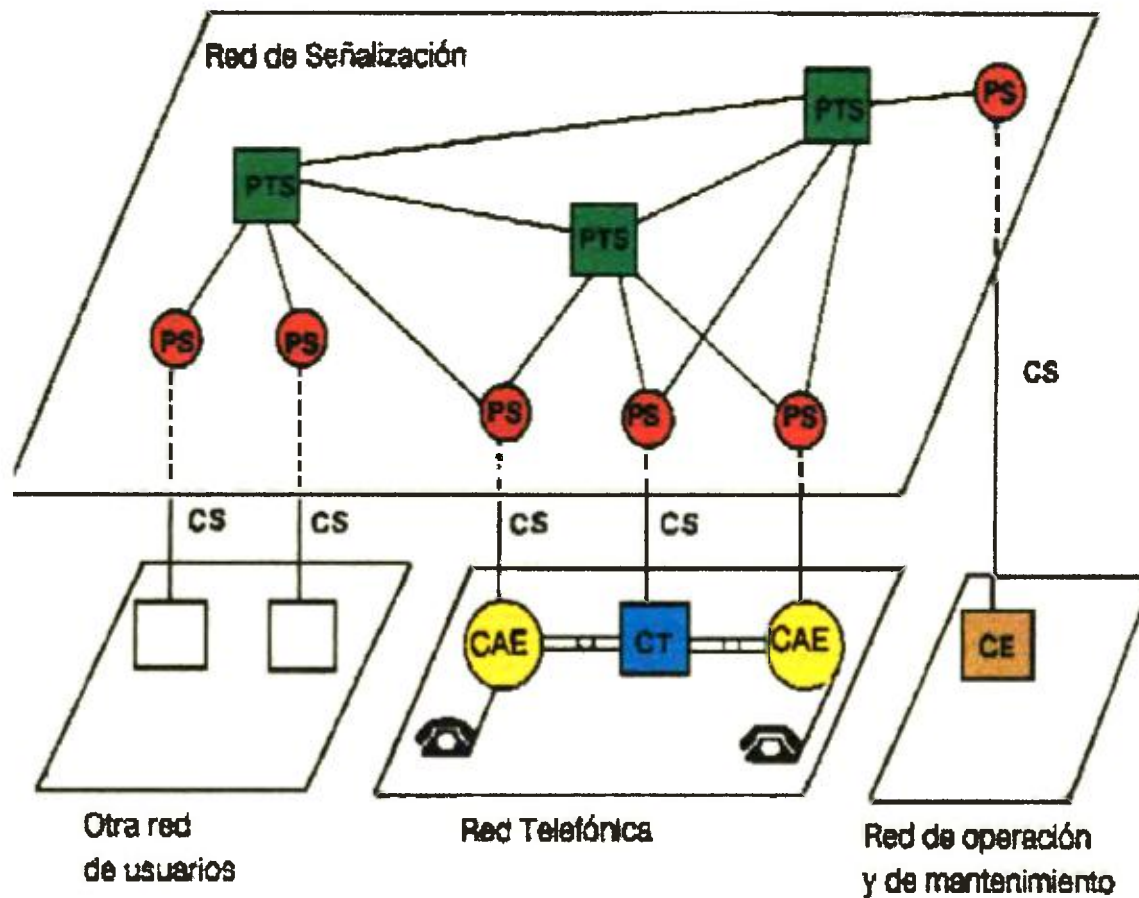 Red de Señalización
PTS
PS
PTS
PTS
PS
PS
PS
PS
PS
CS
CS
CS
CS
CS
CAE
CT
CAE
CE
Otra red
de usuarios
Red Telefónica
Red de operación
y de mantenimiento